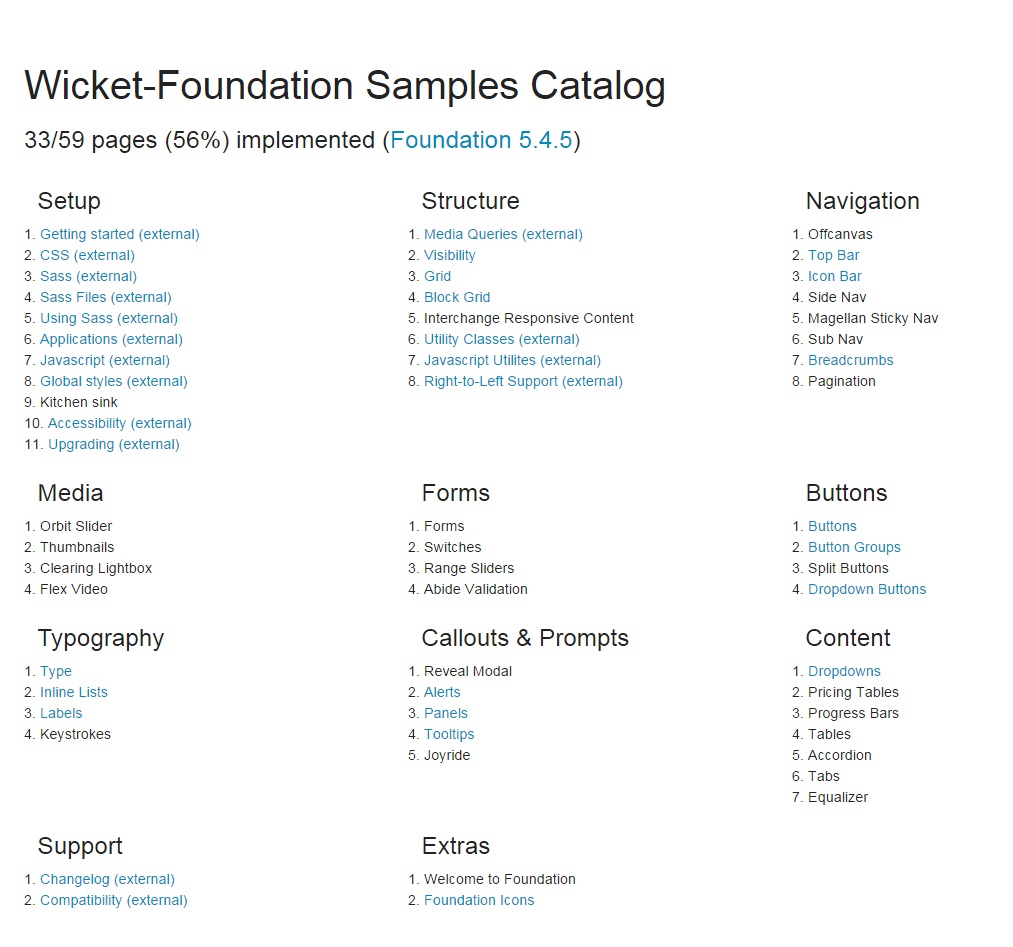 Wicket-Foundation Samples Catalog
33/59 pages (56%) implemented (Foundation 5.4.5)
Setup
1. Getting started (external)
2. CSS (external)
3. Sass (external)
4. Sass Files (external)
5. Using Sass (external)
6. Applications (external)
7. Javascript (external)
8. Global styles (external)
9. Kitchen sink
10. Accessibility (external)
11. Upgrading (external)
Structure
1. Media Queries (external)
2. Visibility
3. Grid
4. Block Grid
5. Interchange Responsive Content
6. Utility Classes (external)
7. Javascript Utilites (external)
8. Right-to-Left Support (external)
Navigation
1. Offcanvas
2. Top Bar
3. Icon Bar
4. Side Nav
5. Magellan Sticky Nav
6. Sub Nav
7. Breadcrumbs
8. Pagination
Media
1. Orbit Slider
2. Thumbnails
3. Clearing Lightbox
4. Flex Video
Forms
1. Forms
2. Switches
3. Range Sliders
4. Abide Validation
Buttons
1. Buttons
2. Button Groups
3. Split Buttons
4. Dropdown Buttons
Typography
1. Type
2. Inline Lists
3. Labels
4. Keystrokes
Callouts & Prompts
1. Reveal Modal
2. Alerts
3. Panels
4. Tooltips
5. Joyride
Content
1. Dropdowns
2. Pricing Tables
3. Progress Bars
4. Tables
5. Accordion
6. Tabs
7. Equalizer
Support
1. Changelog (external)
2. Compatibility (external)
Extras
1. Welcome to Foundation
2. Foundation Icons